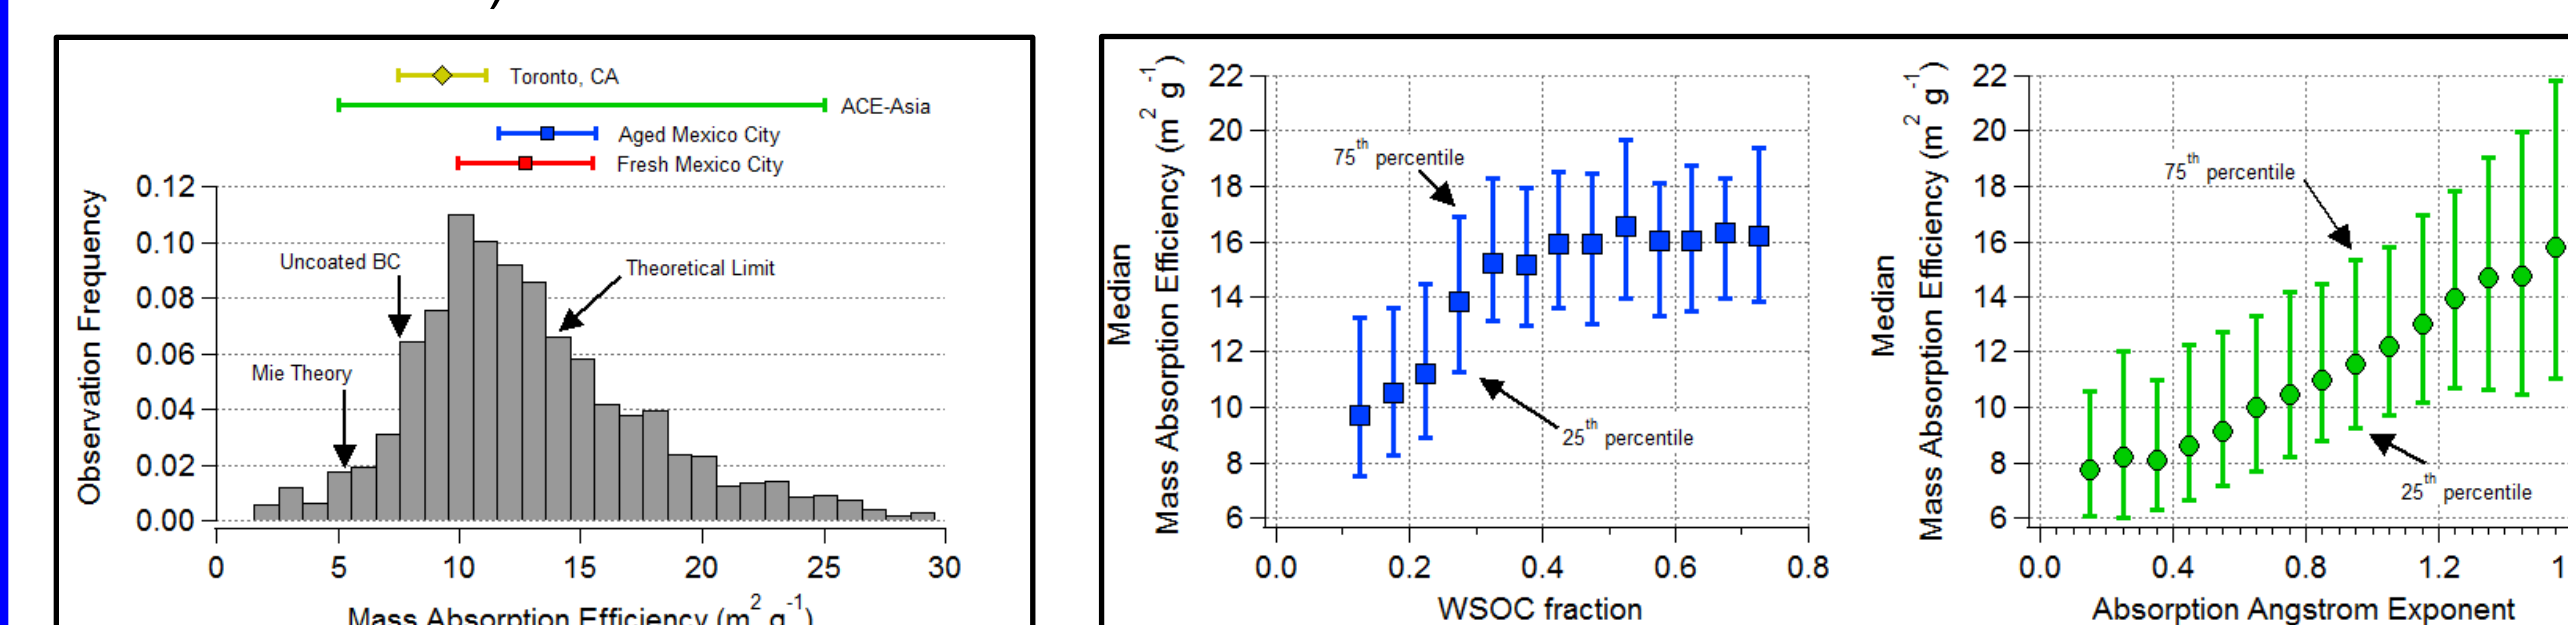 Toronto, CA
ACE-Asia
Aged Mexico City
Fresh Mexico City
Observation Frequency
0.12
0.10
0.08
0.06
0.04
0.02
0.00
Uncoated BC
Theoretical Limit
Mie Theory
0 5 10 15 20 25 30
Mass Absorption Efficiency (m² g⁻¹)
Median
Mass Absorption Efficiency (m² g⁻¹)
22
20
18
16
14
12
10
8
6
75th percentile
25th percentile
0.0 0.2 0.4 0.6 0.8
WSOC fraction
Median
Mass Absorption Efficiency (m² g⁻¹)
22
20
18
16
14
12
10
8
6
75th percentile
25th percentile
0.0 0.4 0.8 1.2 1
Absorption Angstrom Exponent